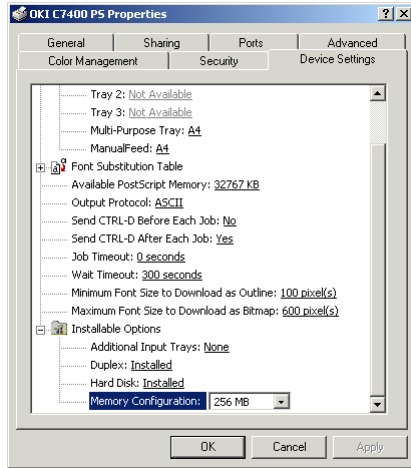 OKI C7400 PS Properties
General Sharing Ports Advanced
Color Management Security Device Settings
Tray 2: Not Available
Tray 3: Not Available
Multi-Purpose Tray: A4
ManualFeed: A4
Font Substitution Table
Available PostScript Memory: 32767 KB
Output Protocol: ASCII
Send CTRL-D Before Each Job: No
Send CTRL-D After Each Job: Yes
Job Timeout: 0 seconds
Wait Timeout: 300 seconds
Minimum Font Size to Download as Outline: 100 pixel(s)
Maximum Font Size to Download as Bitmap: 600 pixel(s)
Installable Options
Additional Input Trays: None
Duplex: Installed
Hard Disk: Installed
Memory Configuration: 256 MB
OK Cancel Apply